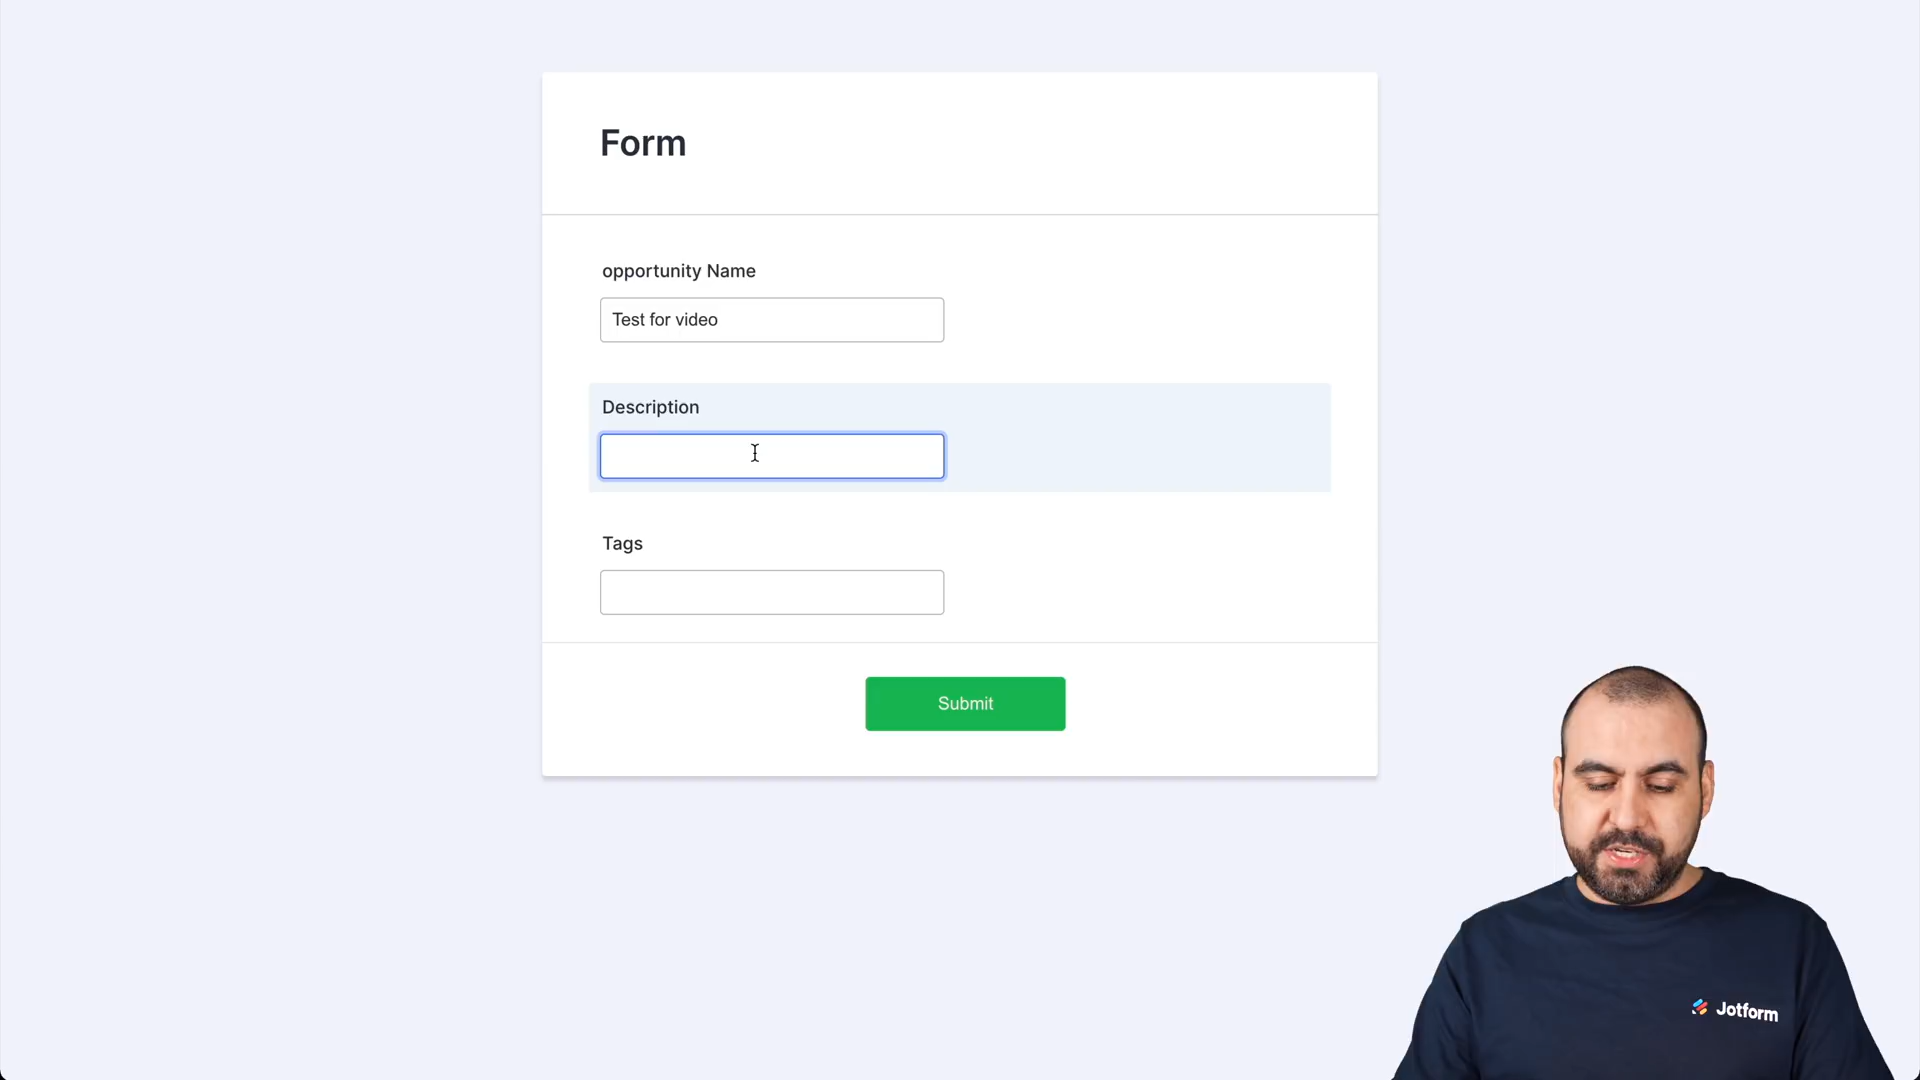 Form
opportunity Name
Test for video
Description
Tags
Submit
Jotform